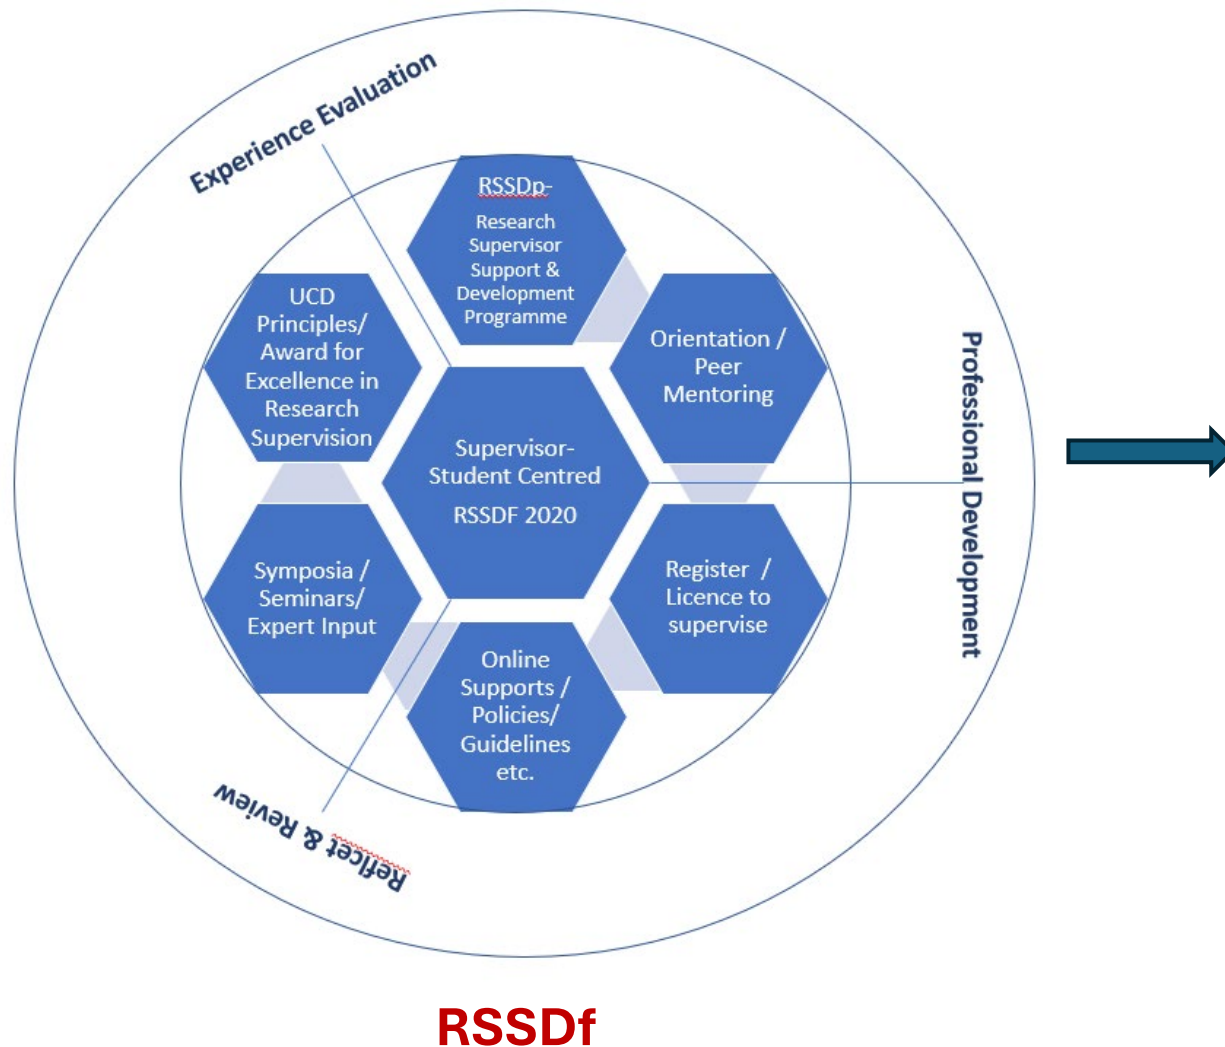 Experience Evaluation
RSSDp-
Research
Supervisor
Support &
Development
Programme
UCD
Principles/
Award for
Excellence in
Research
Supervision
Orientation /
Peer
Mentoring
Professional Development
Supervisor-
Student Centred
RSSDF 2020
Symposia /
Seminars/
Expert Input
Register /
Licence to
supervise
Online
Supports /
Policies/
Guidelines
etc.
Reflcet & Review
RSSDf